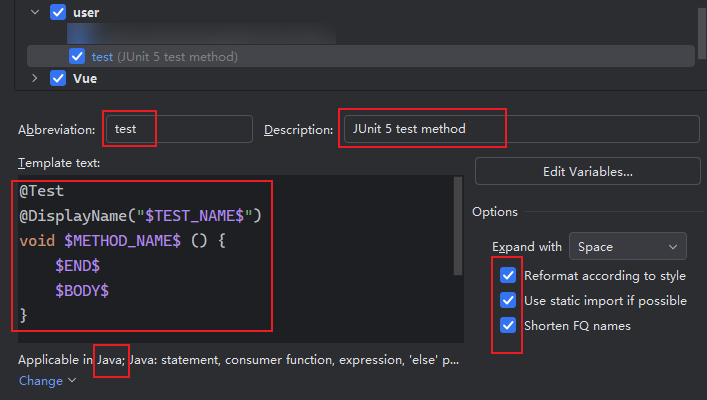 user
test (JUnit 5 test method)
Vue
Abbreviation: test Description: JUnit 5 test method
Template text:
Edit Variables...
@Test
@DisplayName("$TEST_NAME$")
void $METHOD_NAME$ () {
    $END$
    $BODY$
}
Options
Expand with Space
Reformat according to style
Use static import if possible
Shorten FQ names
Applicable in Java; Java: statement, consumer function, expression, 'else' p...
Change